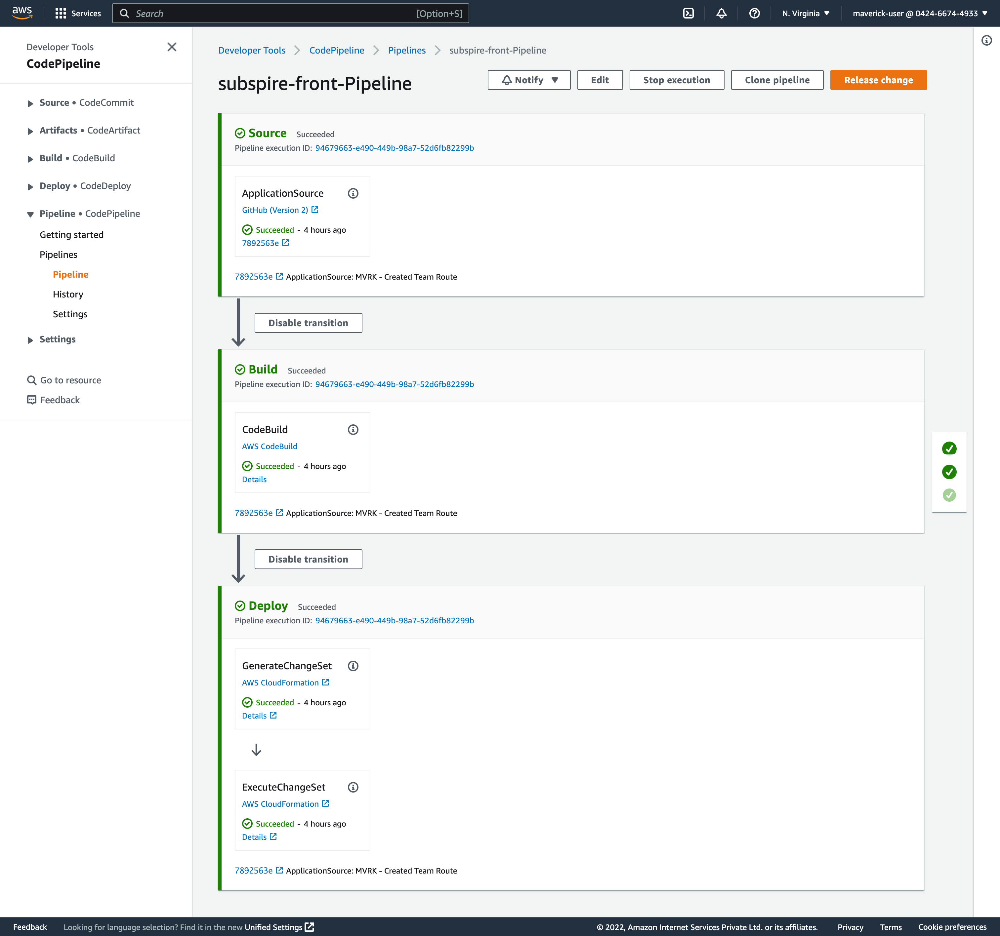 aws
Services
Search
[Option+S]
N. Virginia
maverick-user @ 0424-6674-4933
Developer Tools
CodePipeline
Source • CodeCommit
Artifacts • CodeArtifact
Build • CodeBuild
Deploy • CodeDeploy
Pipeline • CodePipeline
Getting started
Pipelines
Pipeline
History
Settings
Settings
Go to resource
Feedback
Developer Tools
CodePipeline
Pipelines
subspire-front-Pipeline
subspire-front-Pipeline
Notify
Edit
Stop execution
Clone pipeline
Release change
Source Succeeded
Pipeline execution ID: 94679663-e490-449b-98a7-52d6fb82299b
ApplicationSource
GitHub (Version 2)
Succeeded - 4 hours ago
7892563e
7892563e ApplicationSource: MVRK - Created Team Route
Disable transition
Build Succeeded
Pipeline execution ID: 94679663-e490-449b-98a7-52d6fb82299b
CodeBuild
AWS CodeBuild
Succeeded - 4 hours ago
Details
7892563e ApplicationSource: MVRK - Created Team Route
Disable transition
Deploy Succeeded
Pipeline execution ID: 94679663-e490-449b-98a7-52d6fb82299b
GenerateChangeSet
AWS CloudFormation
Succeeded - 4 hours ago
Details
ExecuteChangeSet
AWS CloudFormation
Succeeded - 4 hours ago
Details
7892563e ApplicationSource: MVRK - Created Team Route
Feedback
Looking for language selection? Find it in the new Unified Settings
© 2022, Amazon Internet Services Private Ltd. or its affiliates.
Privacy
Terms
Cookie preferences